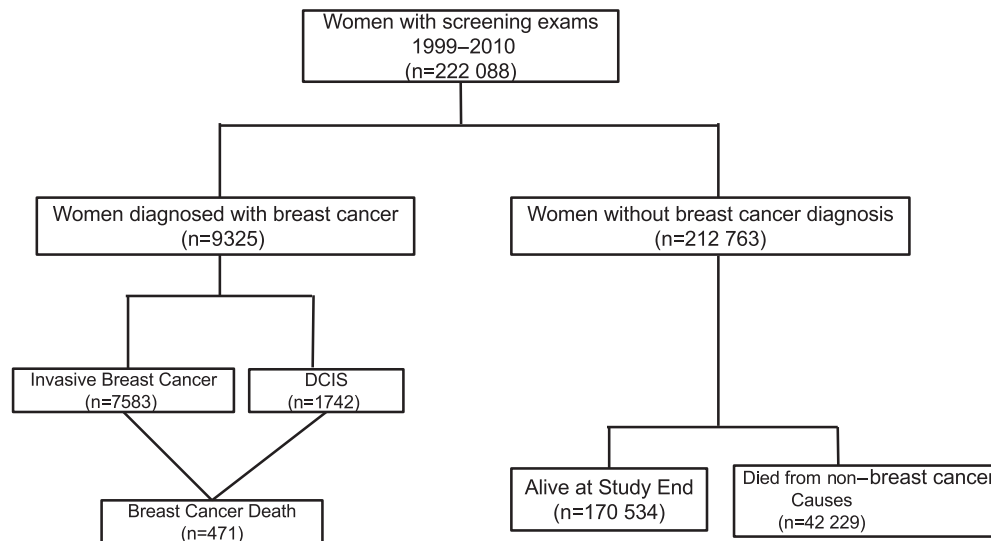 Women with screening exams
1999–2010
(n=222 088)
Women diagnosed with breast cancer
(n=9325)
Women without breast cancer diagnosis
(n=212 763)
Invasive Breast Cancer
(n=7583)
DCIS
(n=1742)
Breast Cancer Death
(n=471)
Alive at Study End
(n=170 534)
Died from non–breast cancer
Causes
(n=42 229)